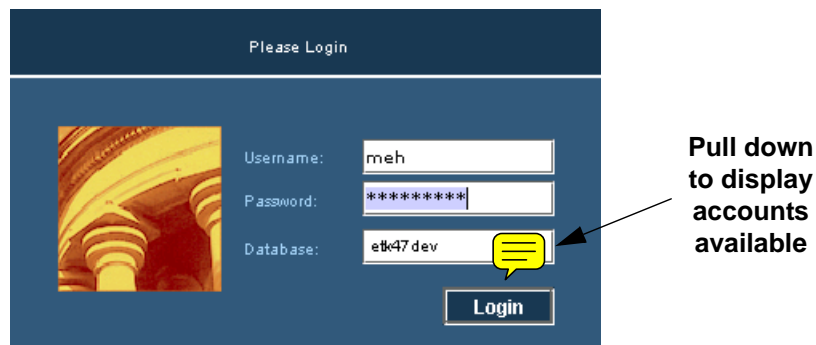 Please Login
Username: meh
Password: *********
Database: etk47dev
Login
Pull down
to display
accounts
available